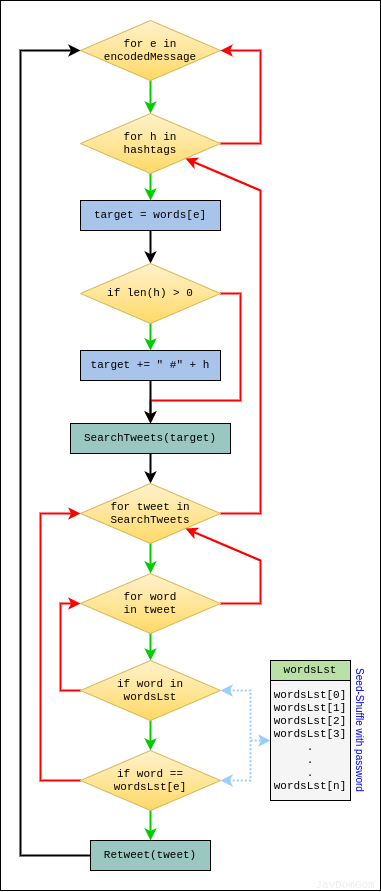 for e in
encodedMessage
for h in
hashtags
target = words[e]
if len(h) > 0
target += " #" + h
SearchTweets(target)
for tweet in
SearchTweets
for word
in tweet
if word in
wordsLst
if word ==
wordsLst[e]
Retweet(tweet)
wordsLst
wordsLst[0]
wordsLst[1]
wordsLst[2]
wordsLst[3]
.
.
.
wordsLst[n]
Seed-Shuffle with password
JavDomGom